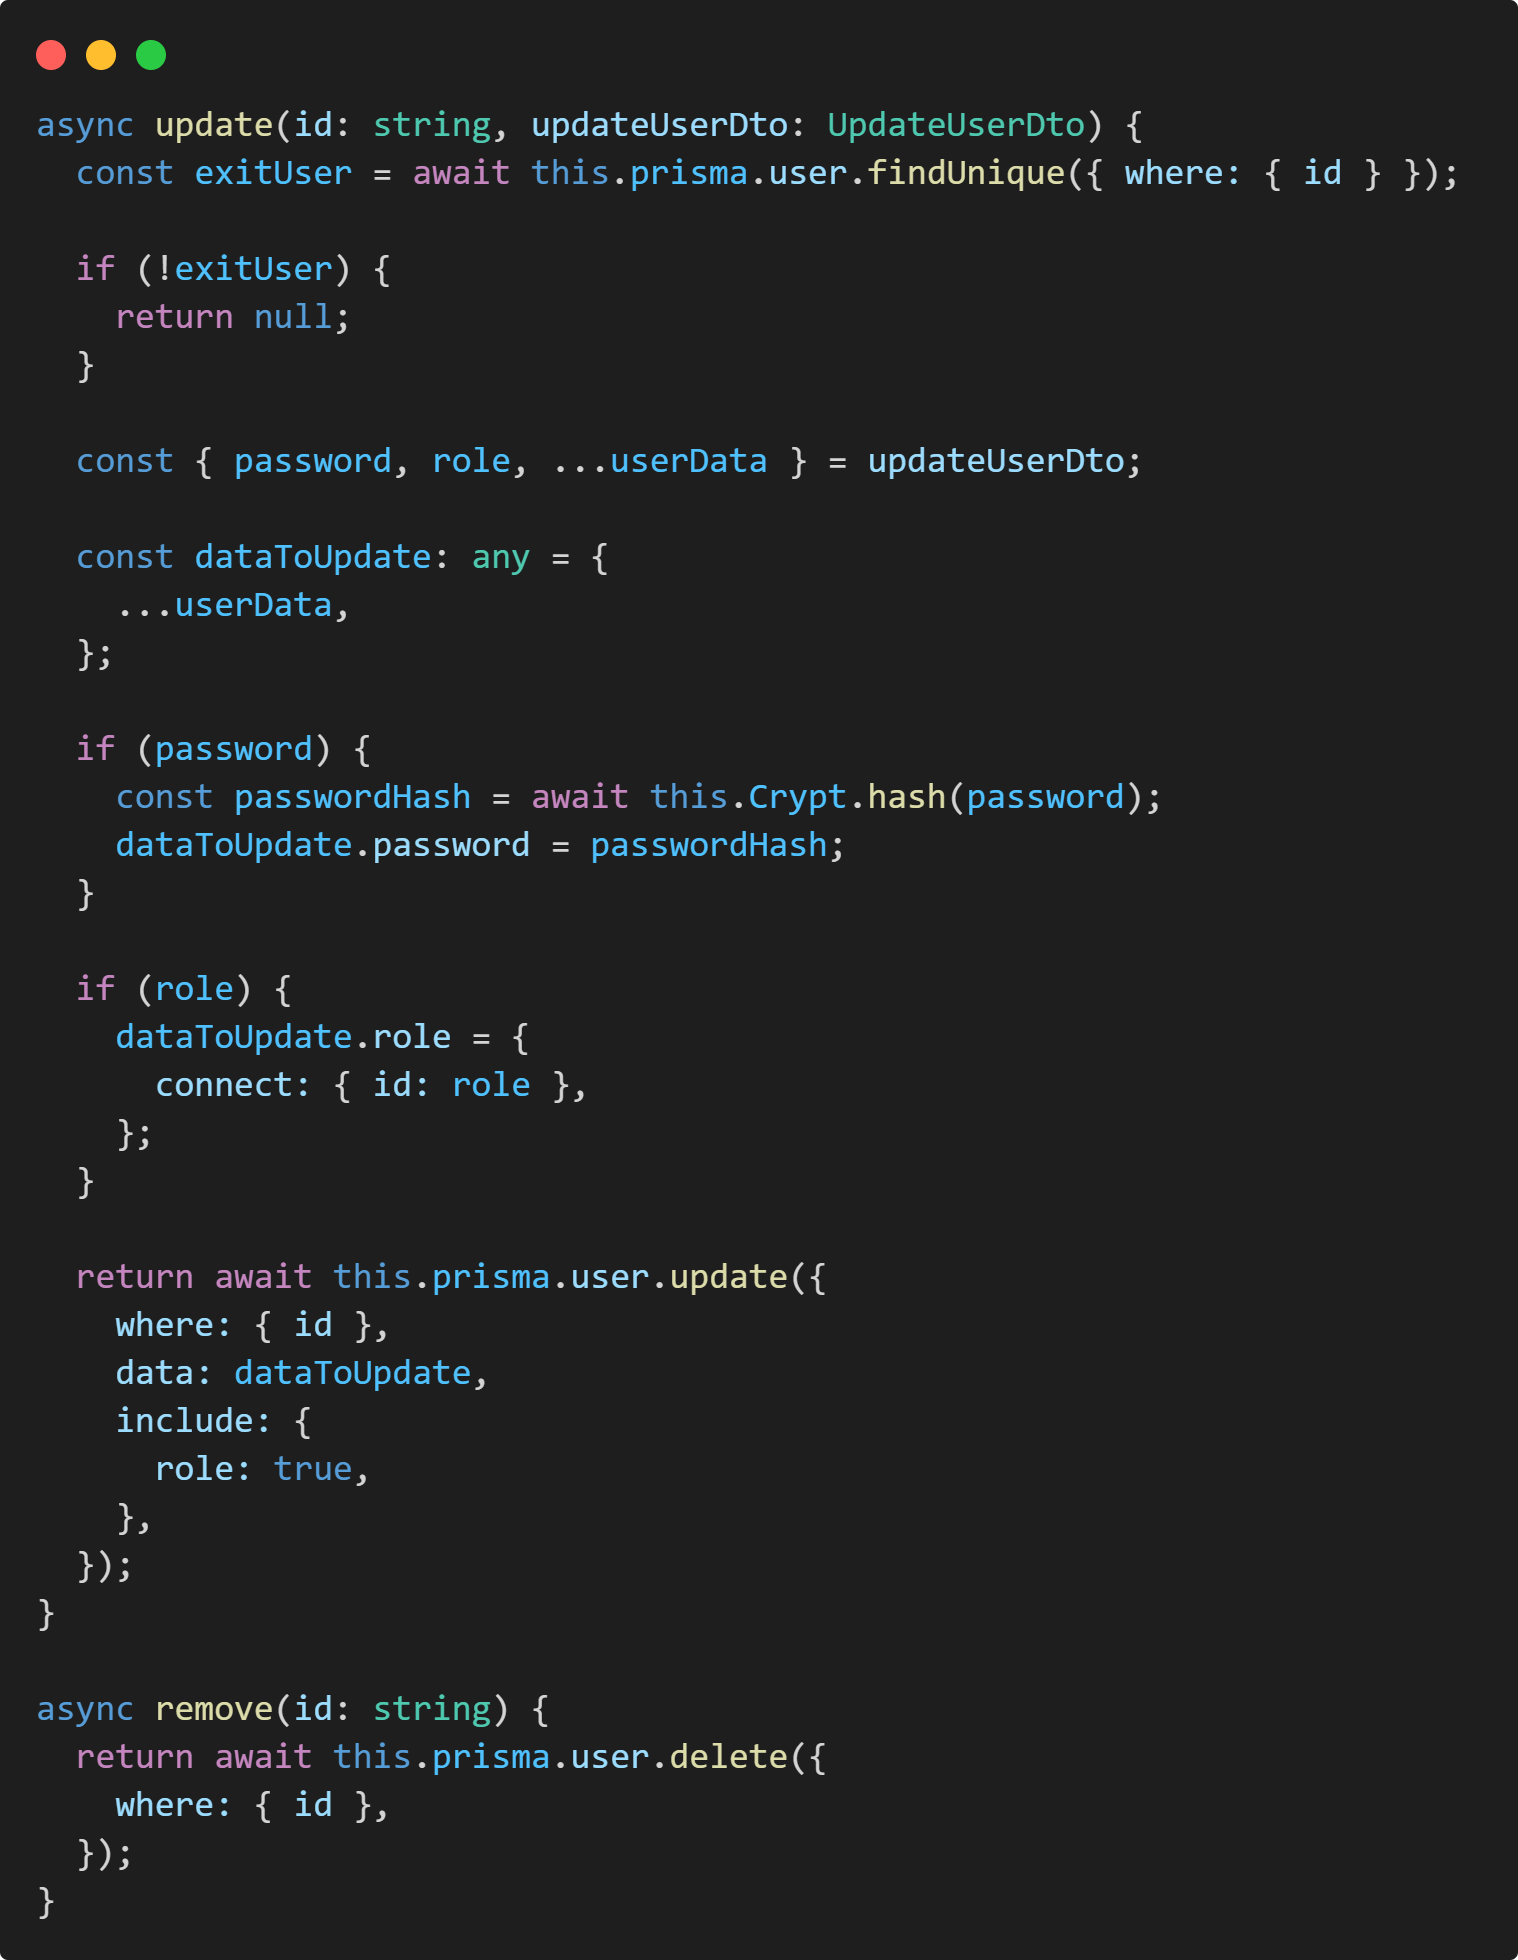 async update(id: string, updateUserDto: UpdateUserDto) {
  const exitUser = await this.prisma.user.findUnique({ where: { id } });

  if (!exitUser) {
    return null;
  }

  const { password, role, ...userData } = updateUserDto;

  const dataToUpdate: any = {
    ...userData,
  };

  if (password) {
    const passwordHash = await this.Crypt.hash(password);
    dataToUpdate.password = passwordHash;
  }

  if (role) {
    dataToUpdate.role = {
      connect: { id: role },
    };
  }

  return await this.prisma.user.update({
    where: { id },
    data: dataToUpdate,
    include: {
      role: true,
    },
  });
}

async remove(id: string) {
  return await this.prisma.user.delete({
    where: { id },
  });
}